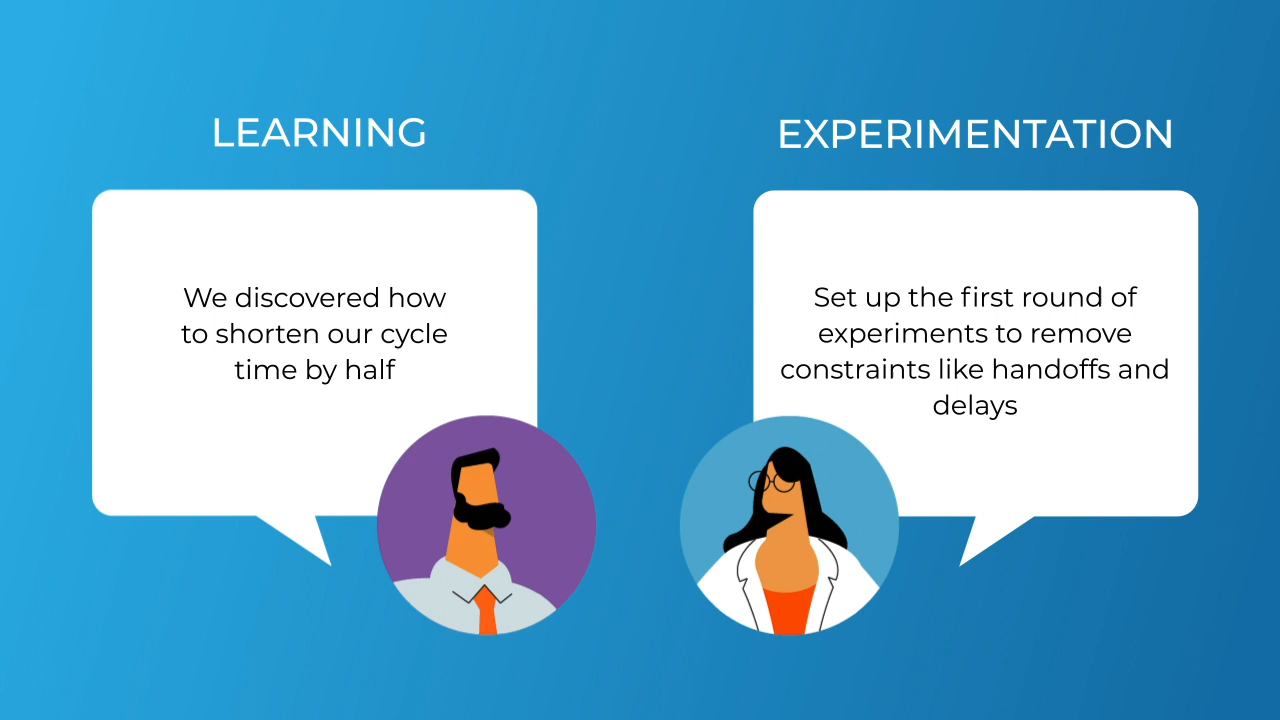 LEARNING
We discovered how
to shorten our cycle
time by half
EXPERIMENTATION
Set up the first round of
experiments to remove
constraints like handoffs and
delays